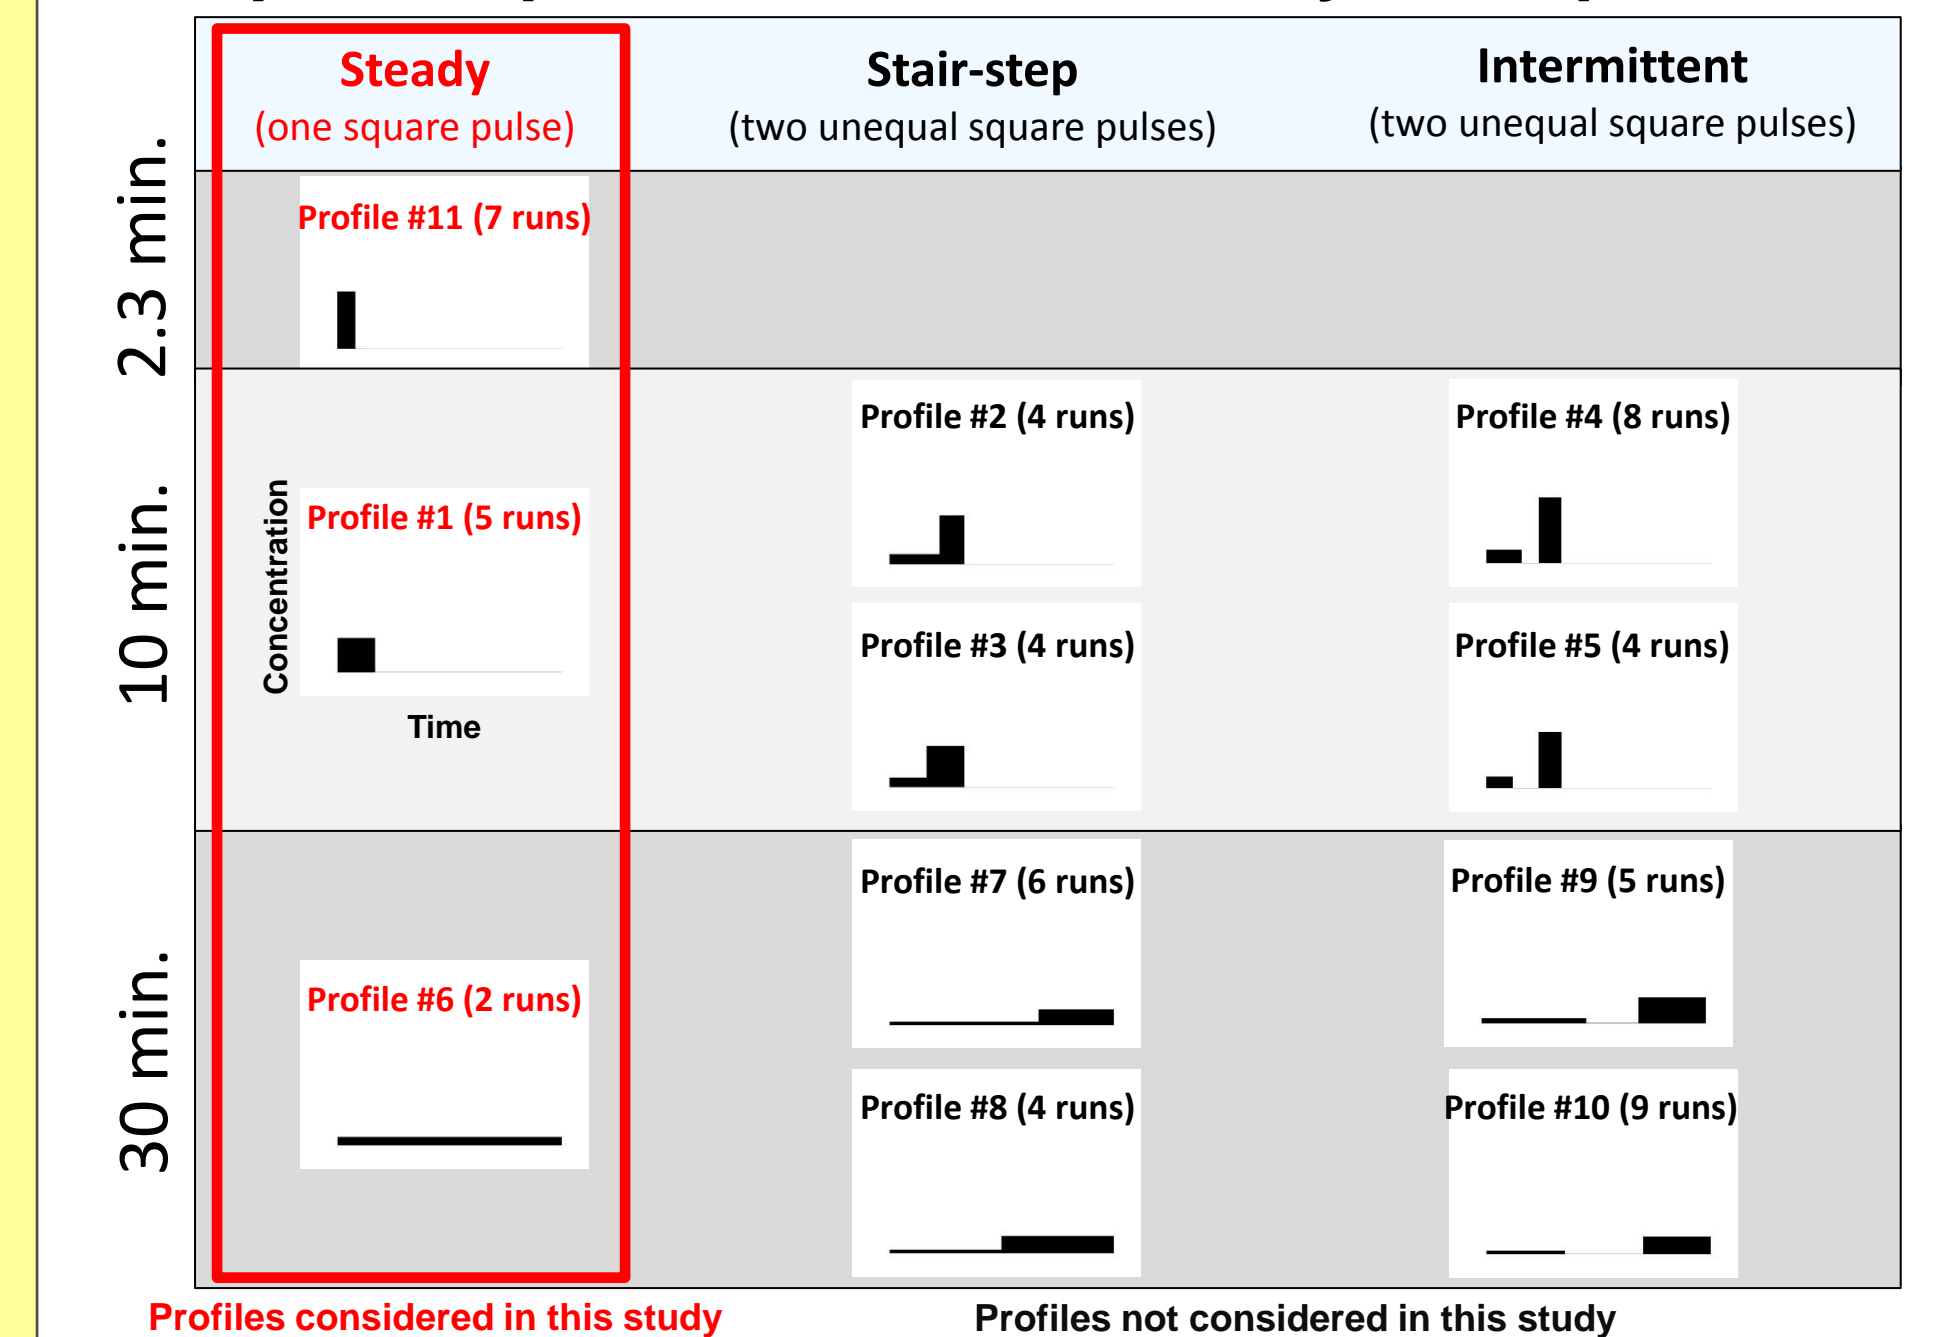 Steady
(one square pulse)
Stair-step
(two unequal square pulses)
Intermittent
(two unequal square pulses)
2.3 min.
Profile #11 (7 runs)
10 min.
Concentration
Profile #1 (5 runs)
Time
Profile #2 (4 runs)
Profile #4 (8 runs)
Profile #3 (4 runs)
Profile #5 (4 runs)
30 min.
Profile #6 (2 runs)
Profile #7 (6 runs)
Profile #9 (5 runs)
Profile #8 (4 runs)
Profile #10 (9 runs)
Profiles considered in this study
Profiles not considered in this study